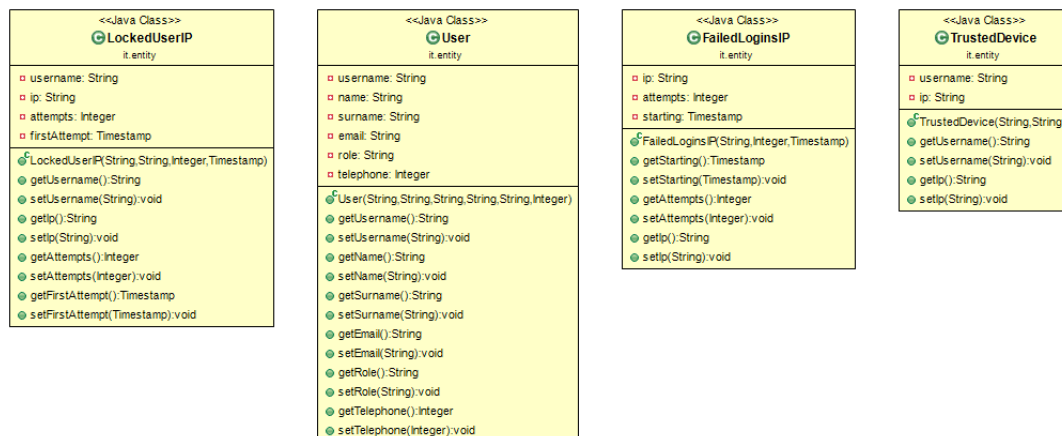 <<Java Class>>
LockedUserIP
it.entity
username: String
ip: String
attempts: Integer
firstAttempt: Timestamp
LockedUserIP(String,String,Integer,Timestamp)
getUsername():String
setUsername(String):void
getIp():String
setIp(String):void
getAttempts():Integer
setAttempts(Integer):void
getFirstAttempt():Timestamp
setFirstAttempt(Timestamp):void
<<Java Class>>
User
it.entity
username: String
name: String
surname: String
email: String
role: String
telephone: Integer
User(String,String,String,String,String,Integer)
getUsername():String
setUsername(String):void
getName():String
setName(String):void
getSurname():String
setSurname(String):void
getEmail():String
setEmail(String):void
getRole():String
setRole(String):void
getTelephone():Integer
setTelephone(Integer):void
<<Java Class>>
FailedLoginsIP
it.entity
ip: String
attempts: Integer
starting: Timestamp
FailedLoginsIP(String,Integer,Timestamp)
getStarting():Timestamp
setStarting(Timestamp):void
getAttempts():Integer
setAttempts(Integer):void
getIp():String
setIp(String):void
<<Java Class>>
TrustedDevice
it.entity
username: String
ip: String
TrustedDevice(String,String
getUsername():String
setUsername(String):void
getIp():String
setIp(String):void